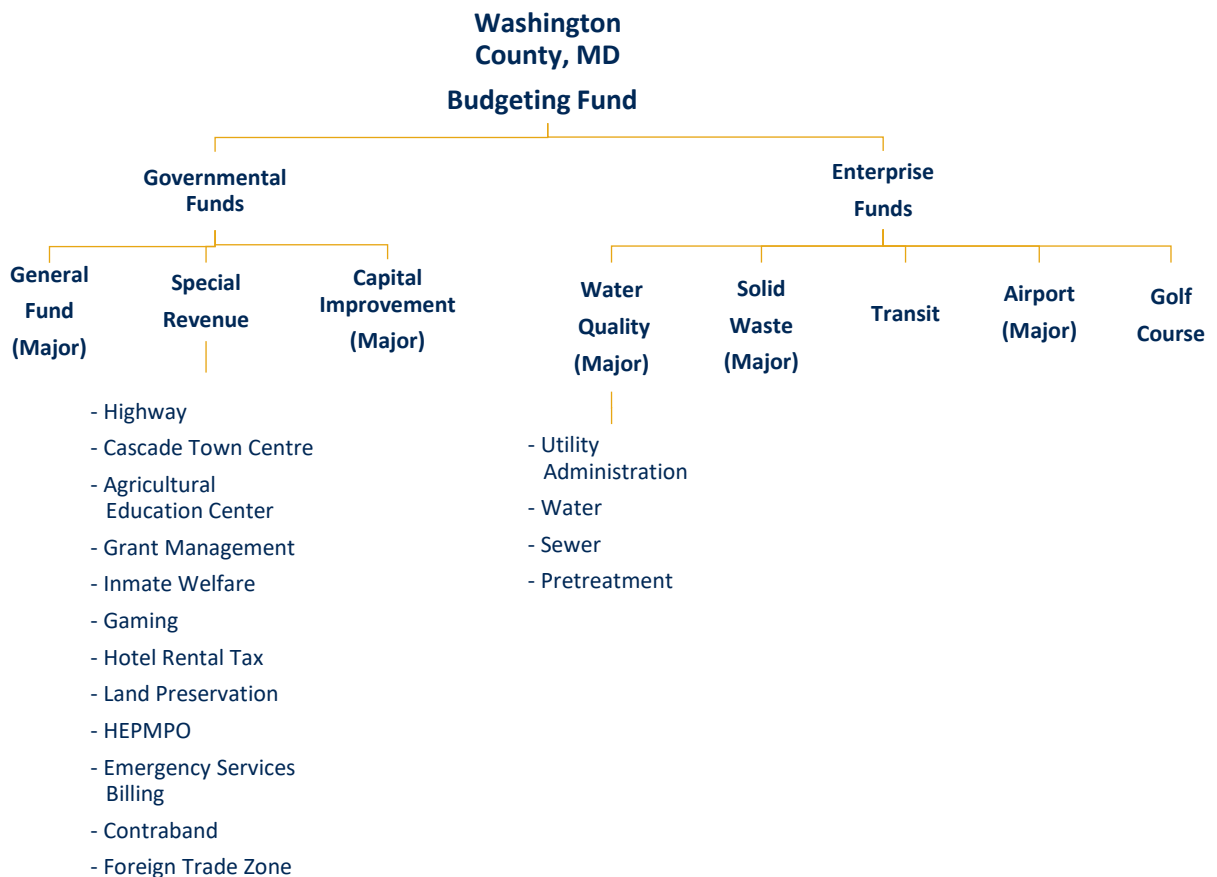 Washington
County, MD
Budgeting Fund
Governmental
Funds
Enterprise
Funds
General
Fund
(Major)
Special
Revenue
Capital
Improvement
(Major)
Water
Quality
(Major)
Solid
Waste
(Major)
Transit
Airport
(Major)
Golf
Course
- Highway
- Cascade Town Centre
- Agricultural
Education Center
- Grant Management
- Inmate Welfare
- Gaming
- Hotel Rental Tax
- Land Preservation
- HEPMPO
- Emergency Services
Billing
- Contraband
- Foreign Trade Zone
- Utility
Administration
- Water
- Sewer
- Pretreatment